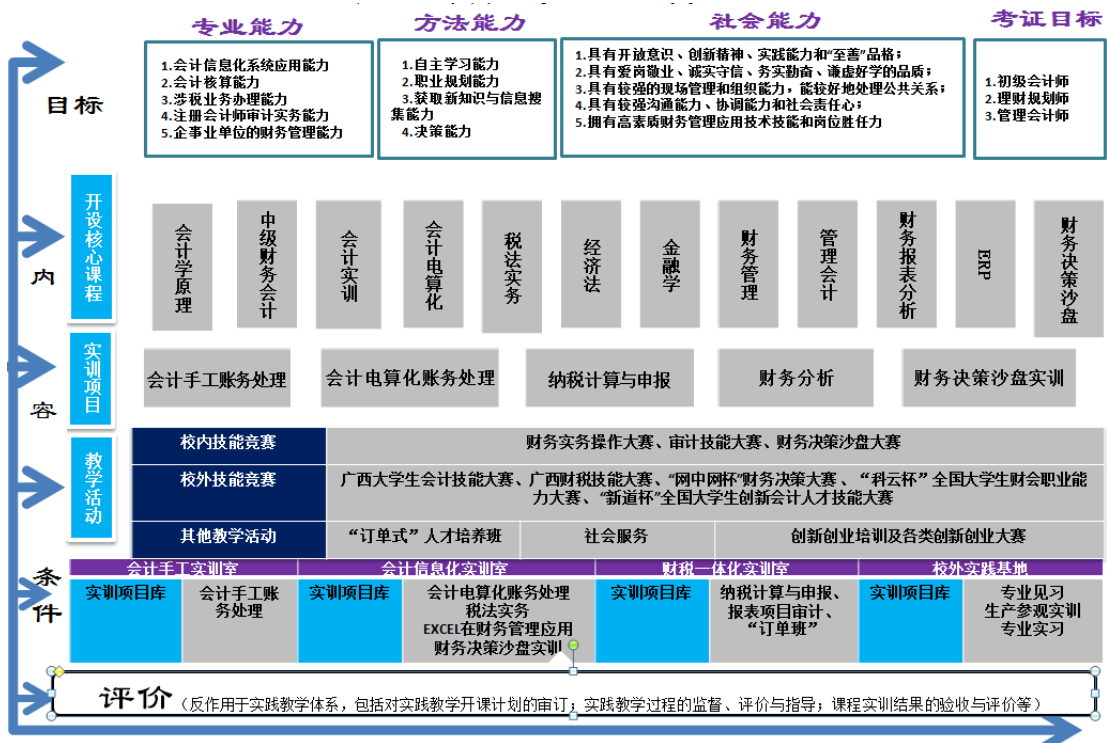 专业能力
方法能力
社会能力
考证目标
目标
1.会计信息化系统应用能力
2.会计核算能力
3.涉税业务办理能力
4.注册会计师审计实务能力
5.企事业单位的财务管理能力
1.自主学习能力
2.职业规划能力
3.获取新知识与信息搜
集能力
4.决策能力
1.具有开放意识、创新精神、实践能力和“至善”品格；
2.具有爱岗敬业、诚实守信、务实勤奋、谦虚好学的品质；
3.具有较强的现场管理和组织能力，能较好地处理公共关系；
4.具有较强沟通能力、协调能力和社会责任心；
5.拥有高素质财务管理应用技术技能和岗位胜任力
1.初级会计师
2.理财规划师
3.管理会计师
内
容
开设核心课程
会计学原理
中级财务会计
会计实训
会计电算化
税法实务
经济法
金融学
财务管理
管理会计
财务报表分析
ERP
财务决策沙盘
实训项目
会计手工账务处理
会计电算化账务处理
纳税计算与申报
财务分析
财务决策沙盘实训
教学活动
校内技能竞赛
财务实务操作大赛、审计技能大赛、财务决策沙盘大赛
校外技能竞赛
广西大学生会计技能大赛、广西财税技能大赛、“网中网杯”财务决策大赛、“科云杯”全国大学生财会职业能
力大赛、“新道杯”全国大学生创新会计人才技能大赛
其他教学活动
“订单式”人才培养班
社会服务
创新创业培训及各类创新创业大赛
条件
会计手工实训室
会计信息化实训室
财税一体化实训室
校外实践基地
实训项目库
会计手工账
务处理
实训项目库
会计电算化账务处理
税法实务
EXCEL在财务管理应用
财务决策沙盘实训
实训项目库
纳税计算与申报、
报表项目审计、
“订单班”
实训项目库
专业见习
生产参观实训
专业实习
评价（反作用于实践教学体系，包括对实践教学开课计划的审订；实践教学过程的监督、评价与指导；课程实训结果的验收与评价等）